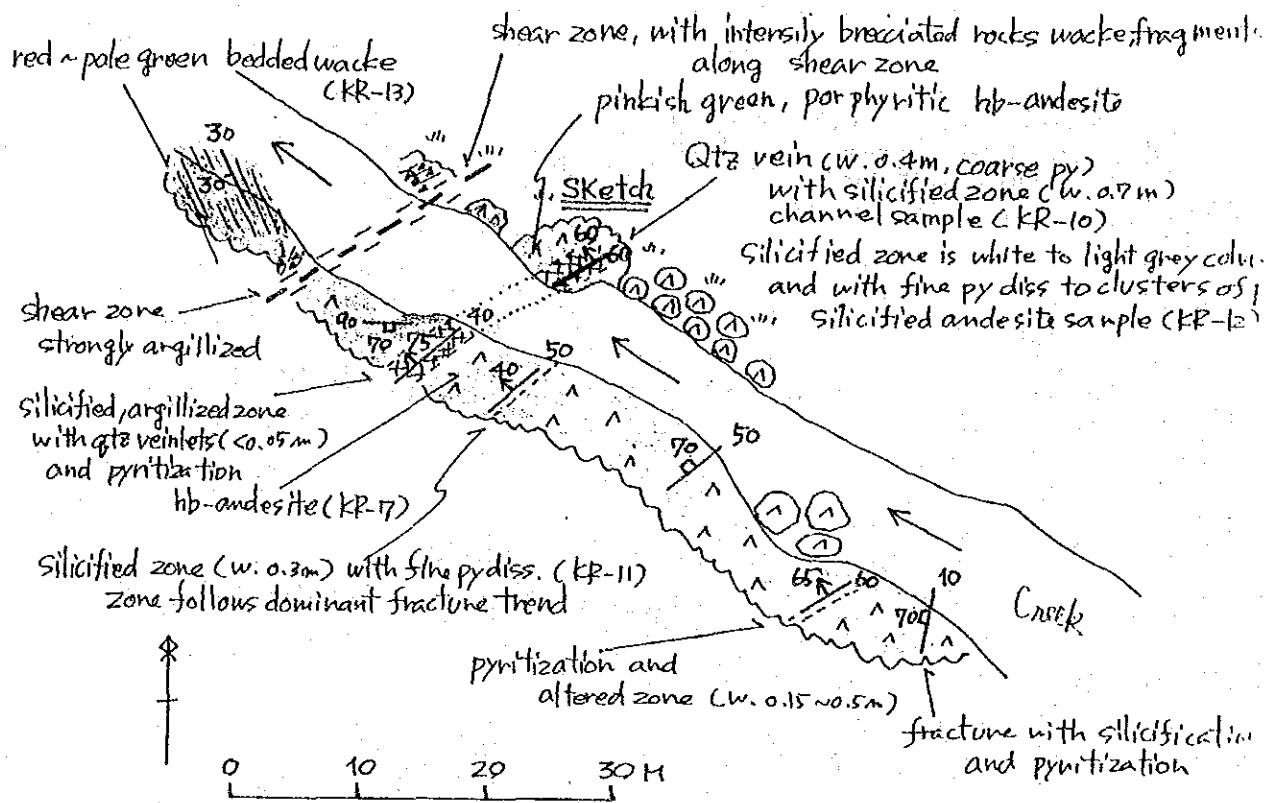 shear zone, with intensily brecciated rocks wacke, fragment
along shear zone
red ~ pale green bedded wacke
(KR-13)
pinkish green, porphyritic hb-andesite
30
30
Qtz vein (w. 0.4m, coarse py)
with silicified zone (w. 0.7m)
channel sample (KR-10)
Sketch
60
60
Silicified zone is white to light grey colu
and with fine py diss to clusters of
silicified andesite sample (KR-12)
shear zone
strongly argillized
90
70
75
40
50
40
silicified, argillized zone
with qtz veinlets (<0.05m)
and pyritization
hb-andesite (KR-7)
70
50
Silicified zone (w. 0.3m) with fine py diss. (KR-11)
zone follows dominant fracture trend
65
60
10
70
Creek
pyritization and
altered zone (w. 0.15~0.5m)
fracture with silicificatio
and pyritization
0 10 20 30 M